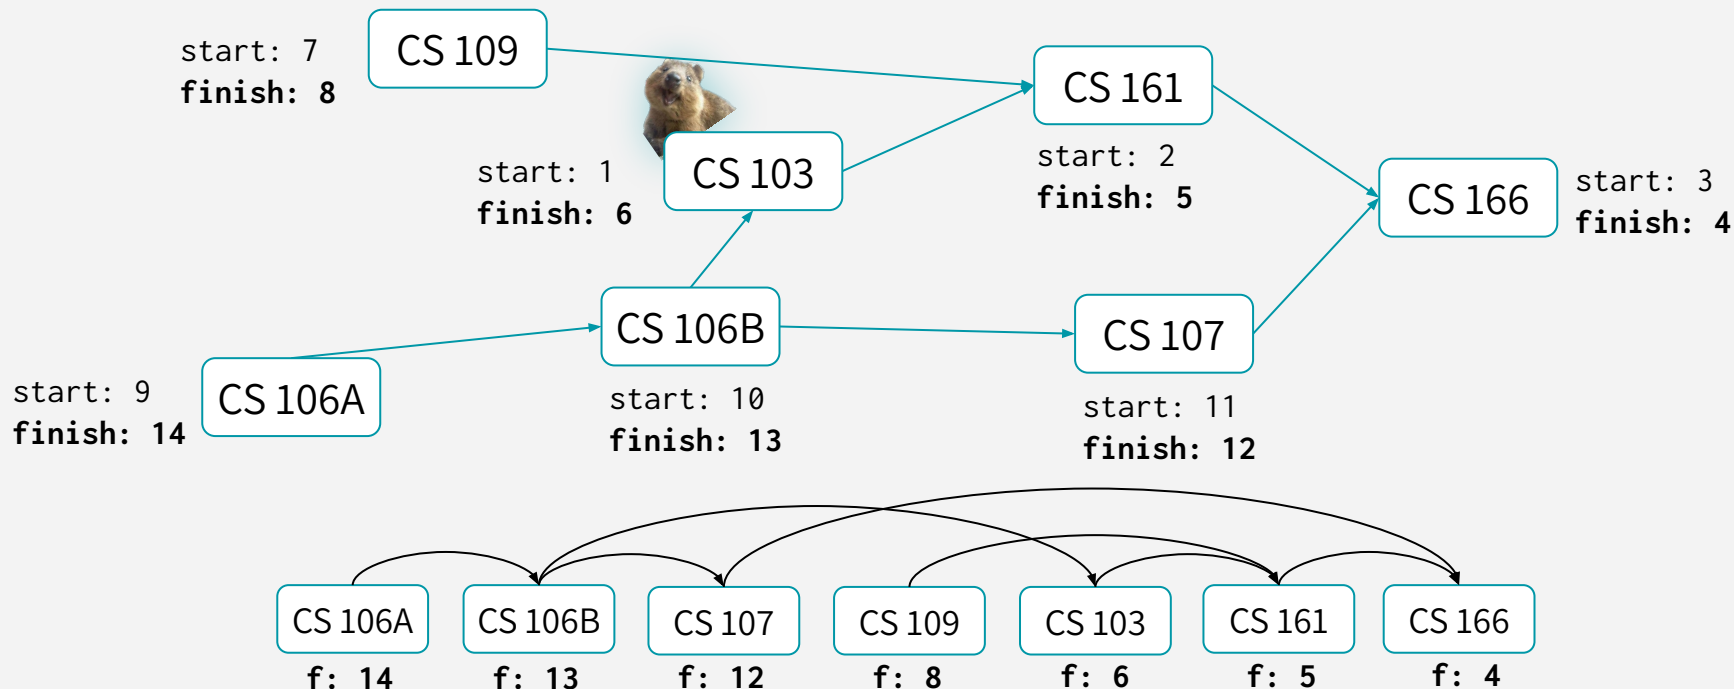 CS 109
start: 7
finish: 8
CS 161
start: 2
finish: 5
CS 103
start: 1
finish: 6
CS 166
start: 3
finish: 4
CS 106B
start: 10
finish: 13
CS 107
start: 11
finish: 12
CS 106A
start: 9
finish: 14
CS 106A
CS 106B
CS 107
CS 109
CS 103
CS 161
CS 166
f: 14
f: 13
f: 12
f: 8
f: 6
f: 5
f: 4